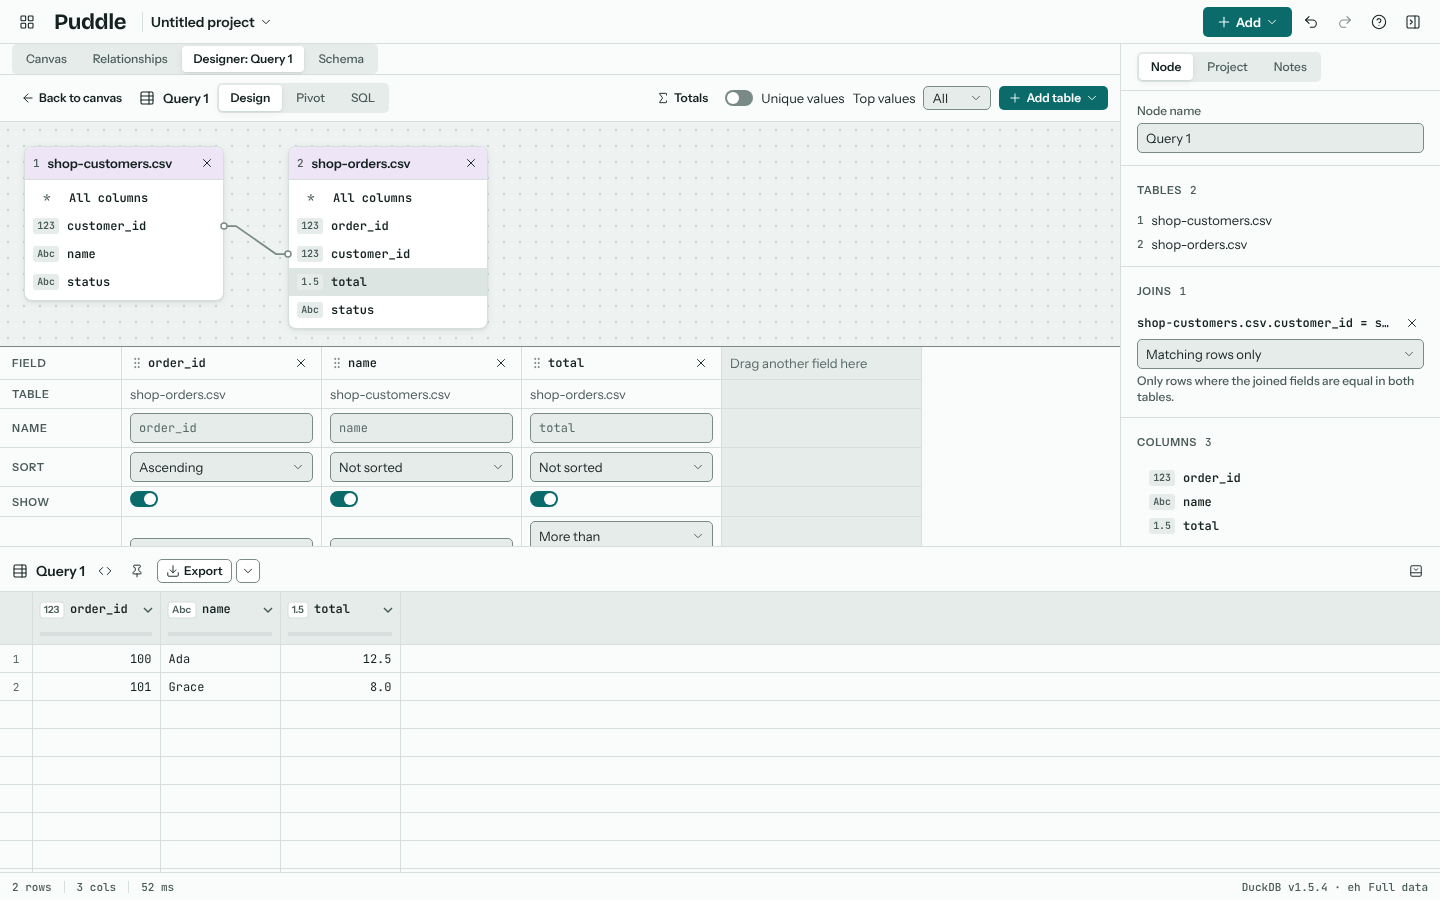 Puddle
Untitled project
Add
Canvas
Relationships
Designer: Query 1
Schema
Back to canvas
Query 1
Design
Pivot
SQL
Totals
Unique values
Top values
All
Add table
1 shop-customers.csv
* All columns
123 customer_id
Abc name
Abc status
2 shop-orders.csv
* All columns
123 order_id
123 customer_id
1.5 total
Abc status
FIELD order_id name total Drag another field here
TABLE shop-orders.csv shop-customers.csv shop-orders.csv
NAME order_id name total
SORT Ascending Not sorted Not sorted
SHOW
More than
Node
Project
Notes
Node name
Query 1
TABLES 2
1 shop-customers.csv
2 shop-orders.csv
JOINS 1
shop-customers.csv.customer_id = s…
Matching rows only
Only rows where the joined fields are equal in both
tables.
COLUMNS 3
123 order_id
Abc name
1.5 total
Query 1
Export
123 order_id Abc name 1.5 total
1 100 Ada 12.5
2 101 Grace 8.0
2 rows 3 cols 52 ms
DuckDB v1.5.4 · eh Full data